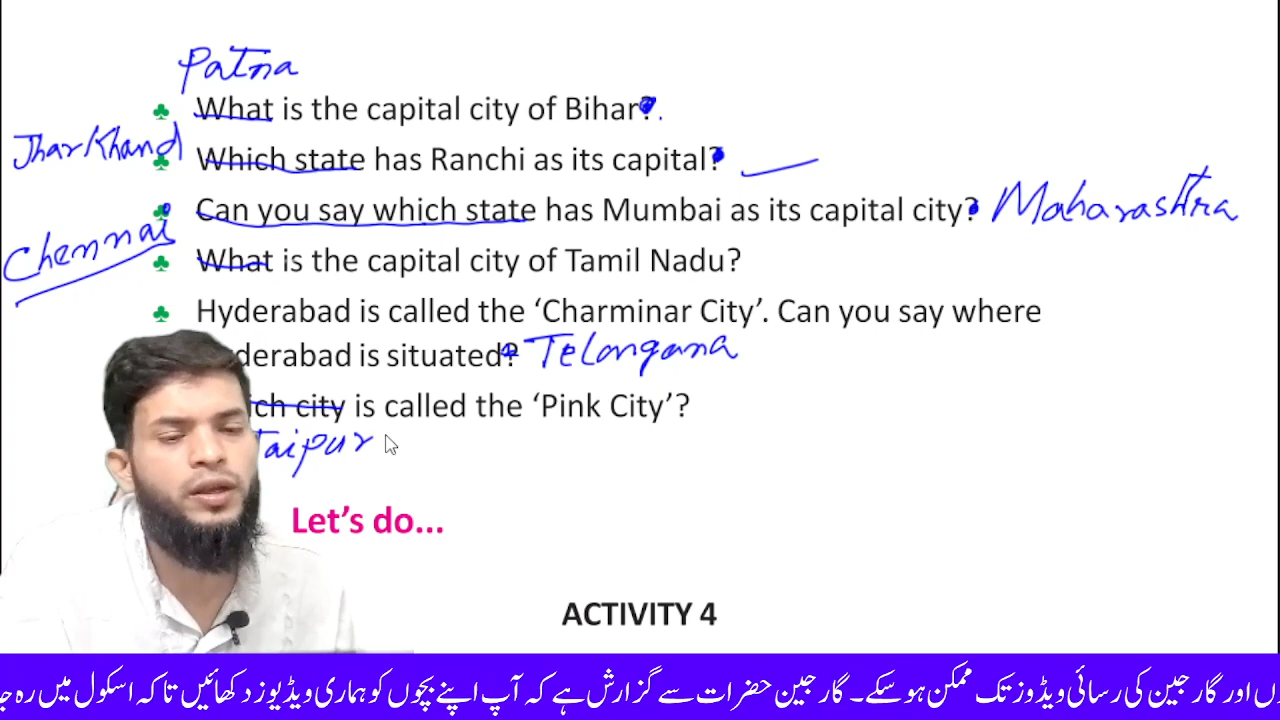 Patna
♣ What is the capital city of Bihar?.
Jharkhand
♣ Which state has Ranchi as its capital?
♣ Can you say which state has Mumbai as its capital city? Maharashtra
Chennai
♣ What is the capital city of Tamil Nadu?
♣ Hyderabad is called the ‘Charminar City’. Can you say where
derabad is situated? Telangana
ch city is called the ‘Pink City’?
Jaipur
Let’s do...
ACTIVITY 4
وں اور گارجین کی رسائی ویڈوز تک ممکن ہو سکے۔ گارجین حضرات سے گزارش ہے کہ آپ اپنے بچوں کو ہماری ویڈیوز دکھائیں تاکہ اسکول میں رہ جا